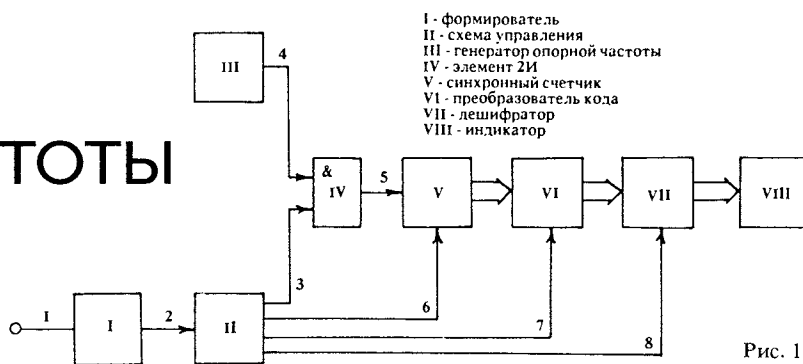 I - формирователь
II - схема управления
III - генератор опорной частоты
IV - элемент 2И
V - синхронный счетчик
VI - преобразователь кода
VII - дешифратор
VIII - индикатор
4
III
ТОТЫ
&
IV
5
V
VI
VII
VIII
3
6
7
8
I
I
2
II
Рис. 1